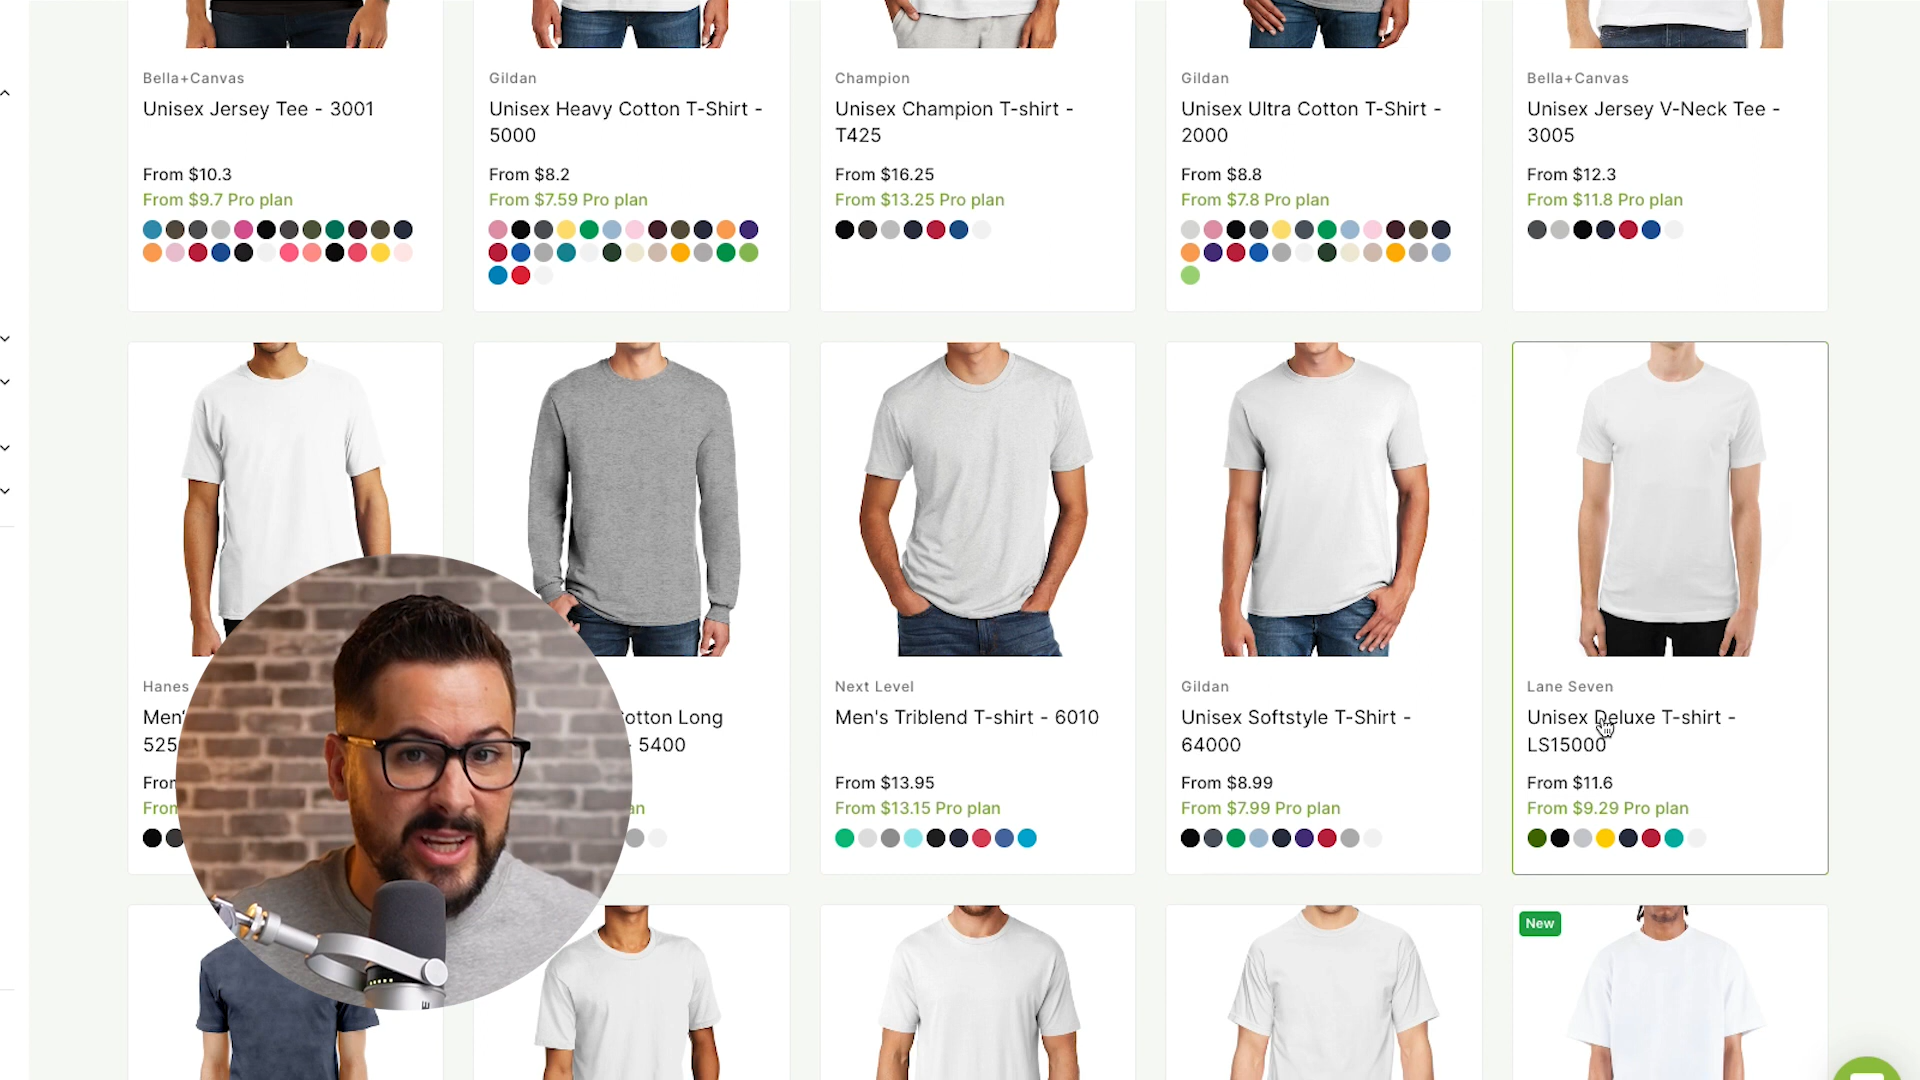 Bella+Canvas
Unisex Jersey Tee - 3001
From $10.3
From $9.7 Pro plan
Gildan
Unisex Heavy Cotton T-Shirt -
5000
From $8.2
From $7.59 Pro plan
Champion
Unisex Champion T-shirt -
T425
From $16.25
From $13.25 Pro plan
Gildan
Unisex Ultra Cotton T-Shirt -
2000
From $8.8
From $7.8 Pro plan
Bella+Canvas
Unisex Jersey V-Neck Tee -
3005
From $12.3
From $11.8 Pro plan
Hanes
Long
5400
Next Level
Men's Triblend T-shirt - 6010
From $13.95
From $13.15 Pro plan
Gildan
Unisex Softstyle T-Shirt -
64000
From $8.99
From $7.99 Pro plan
Lane Seven
Unisex Deluxe T-shirt -
LS15000
From $11.6
From $9.29 Pro plan
New